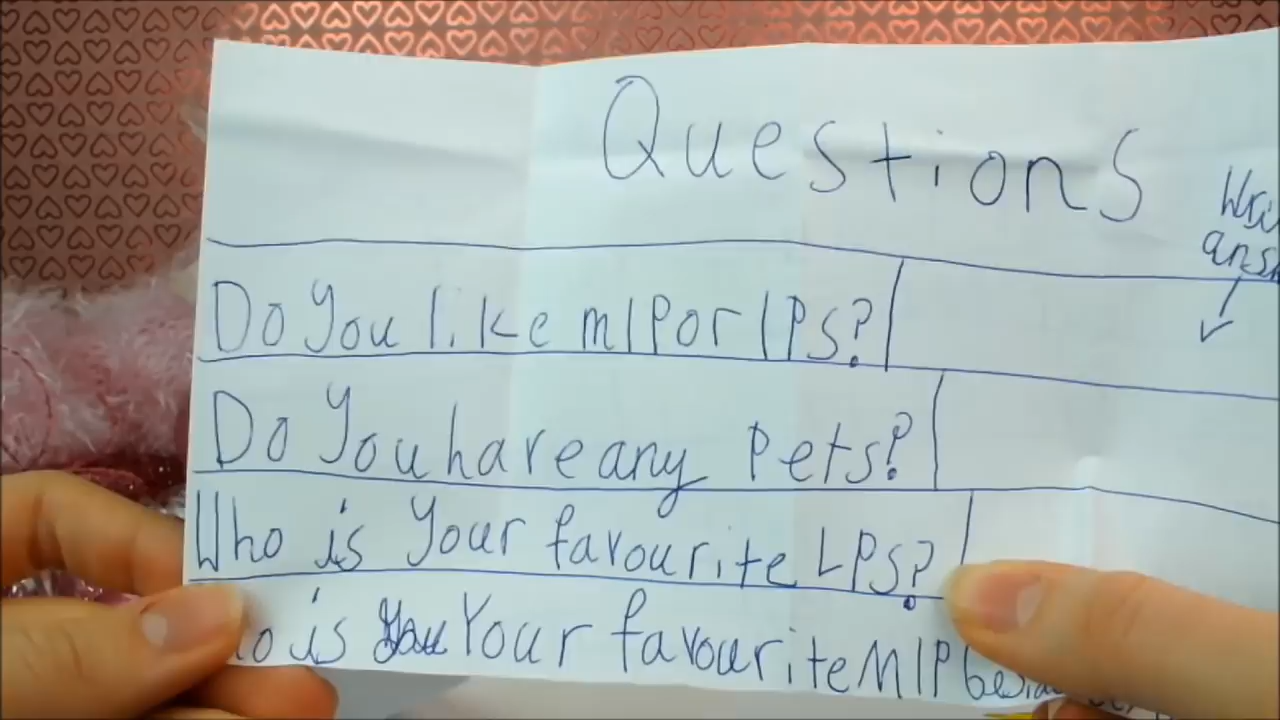 Questions
Do You like mlP or lPS?
Do You have any Pets?
Who is Your favourite LPS?
is Your favourite MlP